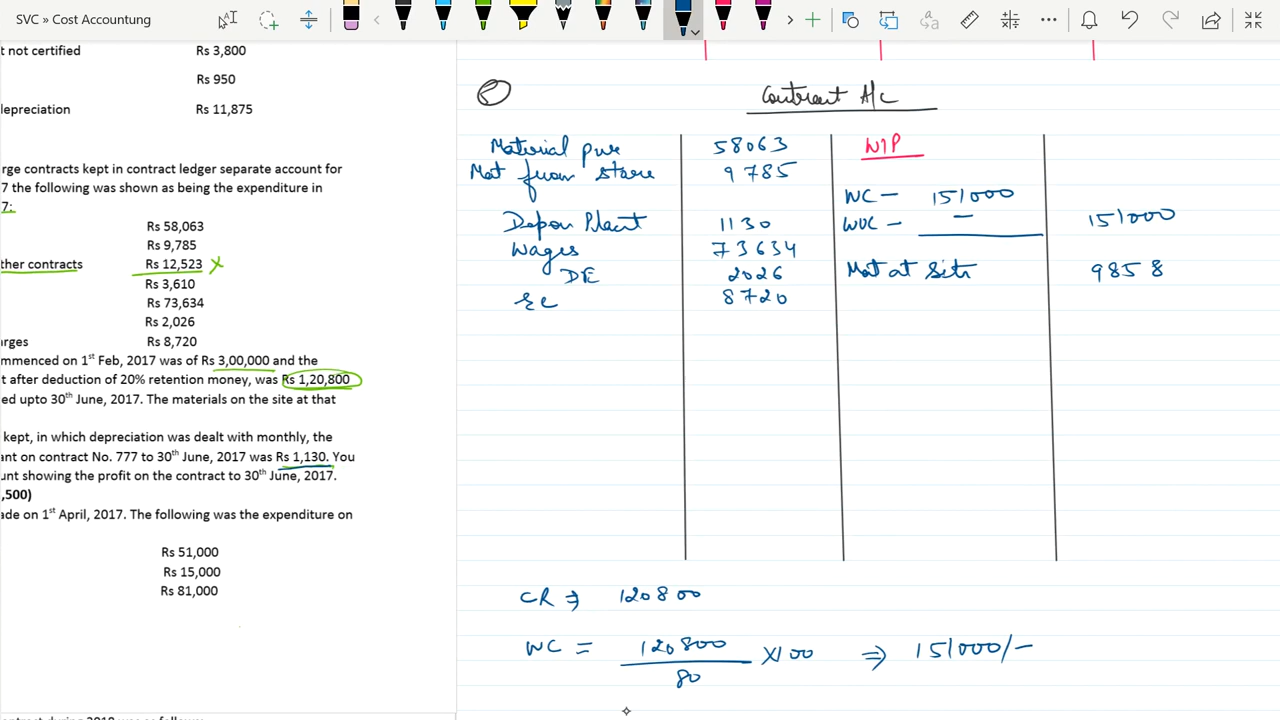 SVC » Cost Accountung
t not certified Rs 3,800
Rs 950
lepreciation Rs 11,875
rge contracts kept in contract ledger separate account for
7 the following was shown as being the expenditure in
7:
Rs 58,063
Rs 9,785
ther contracts Rs 12,523 X
Rs 3,610
Rs 73,634
Rs 2,026
arges Rs 8,720
mmenced on 1st Feb, 2017 was of Rs 3,00,000 and the
t after deduction of 20% retention money, was Rs 1,20,800
ed upto 30th June, 2017. The materials on the site at that
kept, in which depreciation was dealt with monthly, the
ant on contract No. 777 to 30th June, 2017 was Rs 1,130. You
unt showing the profit on the contract to 30th June, 2017.
,500)
ade on 1st April, 2017. The following was the expenditure on
Rs 51,000
Rs 15,000
Rs 81,000
Contract A/c
Material pur 58063 WIP
Mat from store 9785
WC - 151000
Dep on Plant 1130 WUC - - 151000
Wages 73634
DE 2026 Mat at Site 9858
EC 8720
CR ⇒ 120800
WC = 120800 / 80 X100 ⇒ 151000/-